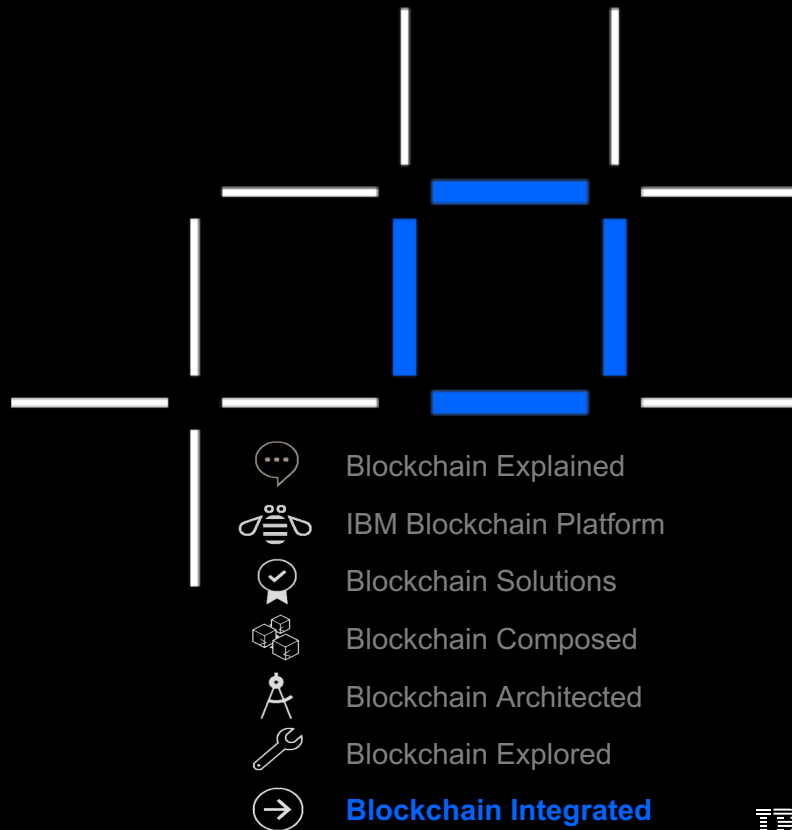 Blockchain Explained
IBM Blockchain Platform
Blockchain Solutions
Blockchain Composed
Blockchain Architected
Blockchain Explored
Blockchain Integrated